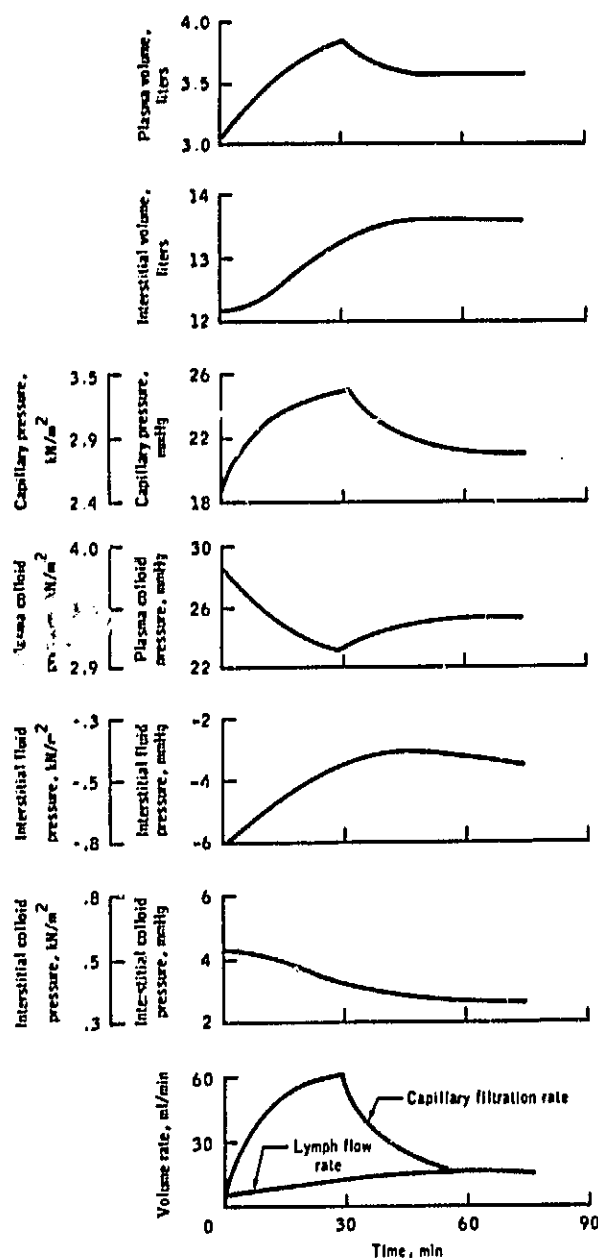 4.0
3.5
3.0
Plasma volume,
liters
14
13
12
Interstitial volume,
liters
3.5
2.9
2.4
Capillary pressure,
kN/m²
26
22
18
Capillary pressure,
mmHg
4.0
2.9
colloid
kN/m²
30
26
22
Plasma colloid
pressure, mmHg
-.3
-.5
-.8
Interstitial fluid
pressure, kN/m²
-2
-4
-6
Interstitial fluid
pressure, mmHg
.8
.5
.3
Interstitial colloid
pressure, kN/m²
6
4
2
Interstitial colloid
pressure, mmHg
60
30
Volume rate, ml/min
Capillary filtration rate
Lymph flow
rate
0 30 60 90
Time, min